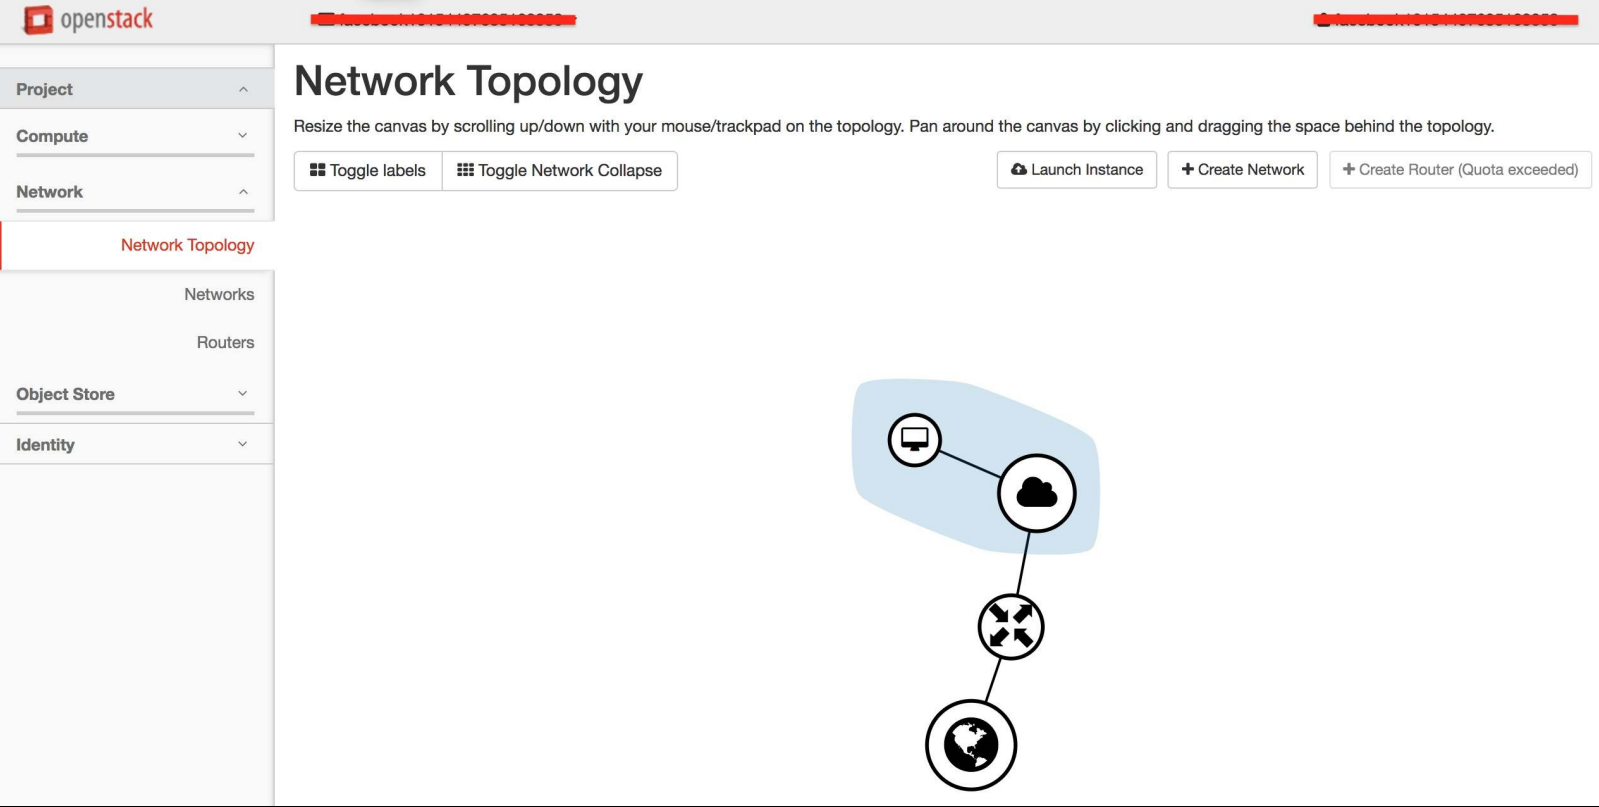 openstack
Project
Compute
Network
Network Topology
Networks
Routers
Object Store
Identity
Network Topology
Resize the canvas by scrolling up/down with your mouse/trackpad on the topology. Pan around the canvas by clicking and dragging the space behind the topology.
Toggle labels Toggle Network Collapse Launch Instance + Create Network + Create Router (Quota exceeded)